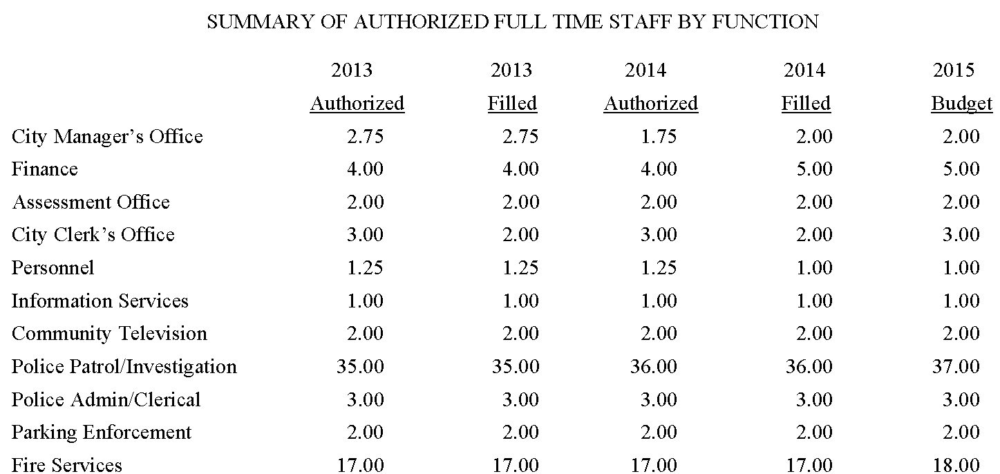 SUMMARY OF AUTHORIZED FULL TIME STAFF BY FUNCTION
2013 2013 2014 2014 2015
Authorized Filled Authorized Filled Budget
City Manager’s Office 2.75 2.75 1.75 2.00 2.00
Finance 4.00 4.00 4.00 5.00 5.00
Assessment Office 2.00 2.00 2.00 2.00 2.00
City Clerk’s Office 3.00 2.00 3.00 2.00 3.00
Personnel 1.25 1.25 1.25 1.00 1.00
Information Services 1.00 1.00 1.00 1.00 1.00
Community Television 2.00 2.00 2.00 2.00 2.00
Police Patrol/Investigation 35.00 35.00 36.00 36.00 37.00
Police Admin/Clerical 3.00 3.00 3.00 3.00 3.00
Parking Enforcement 2.00 2.00 2.00 2.00 2.00
Fire Services 17.00 17.00 17.00 17.00 18.00